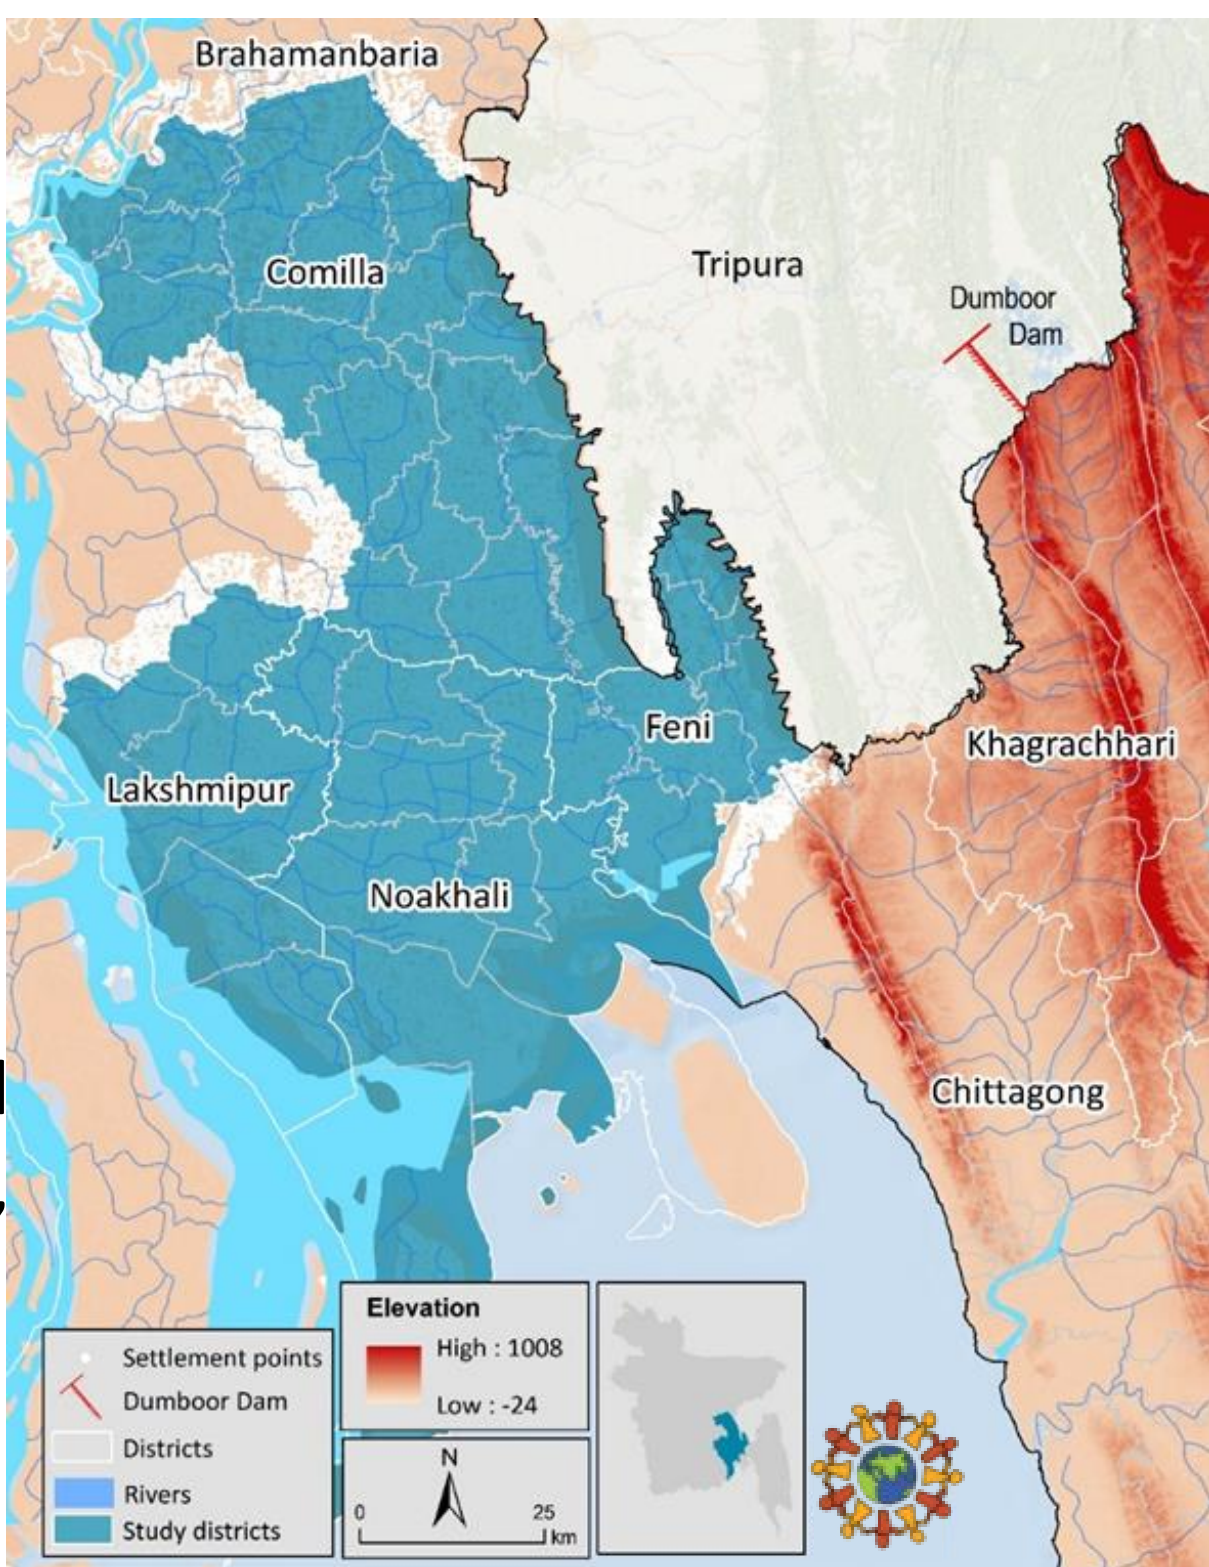 Brahamanbaria
Comilla
Tripura
Dumboor
Dam
Feni
Khagrachhari
Lakshmipur
Noakhali
Chittagong
Settlement points
Dumboor Dam
Districts
Rivers
Study districts
Elevation
High : 1008
Low : -24
N
0 25
km